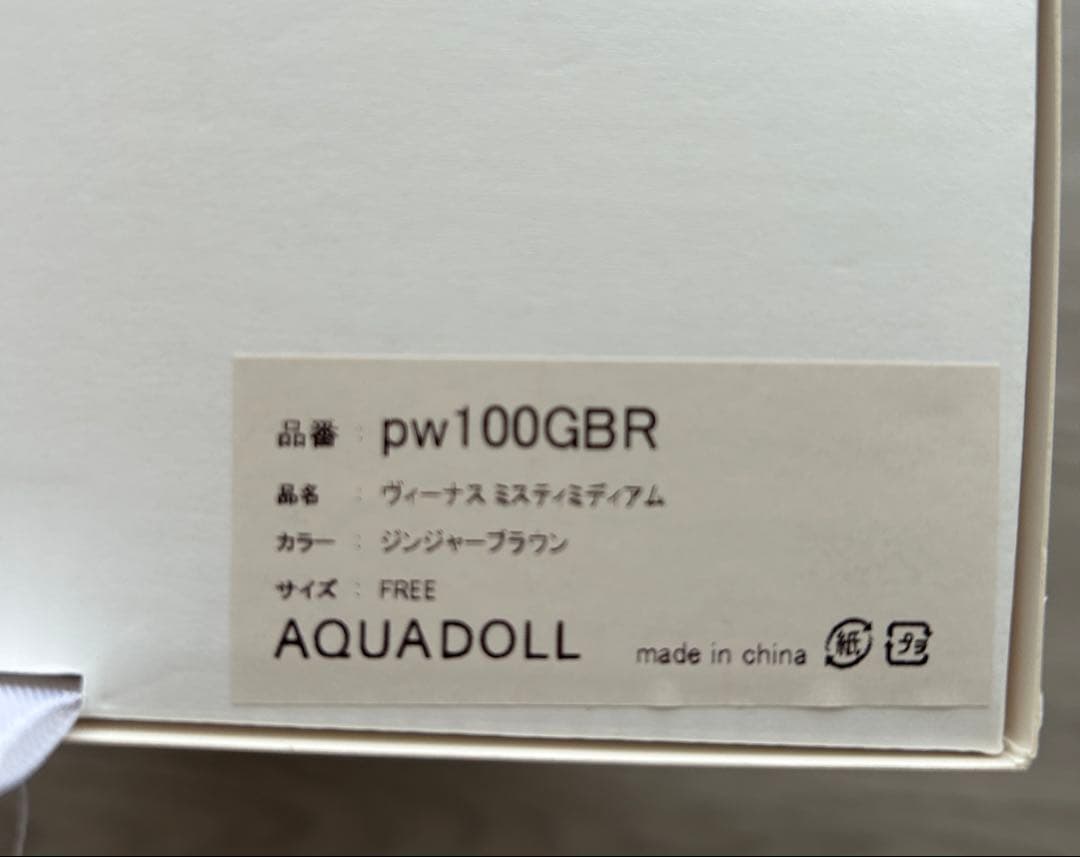 品番 : pw100GBR
品名 : ヴィーナス ミスティミディアム
カラー : ジンジャーブラウン
サイズ : FREE
AQUADOLL made in china 紙 プラ